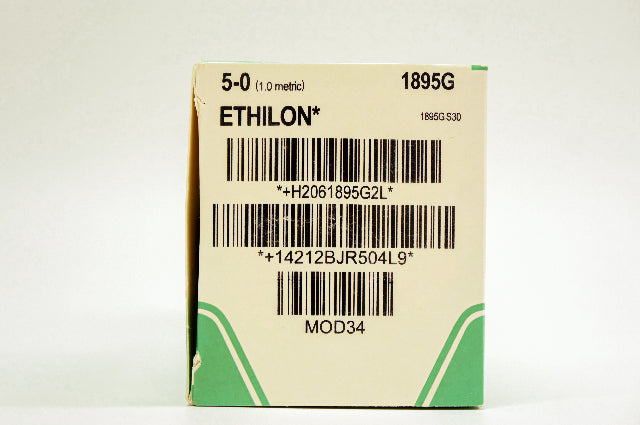 5-0 (1.0 metric) 1895G
ETHILON* 1895G S30
*+H2061895G2L*
*+14212BJR504L9*
MOD34